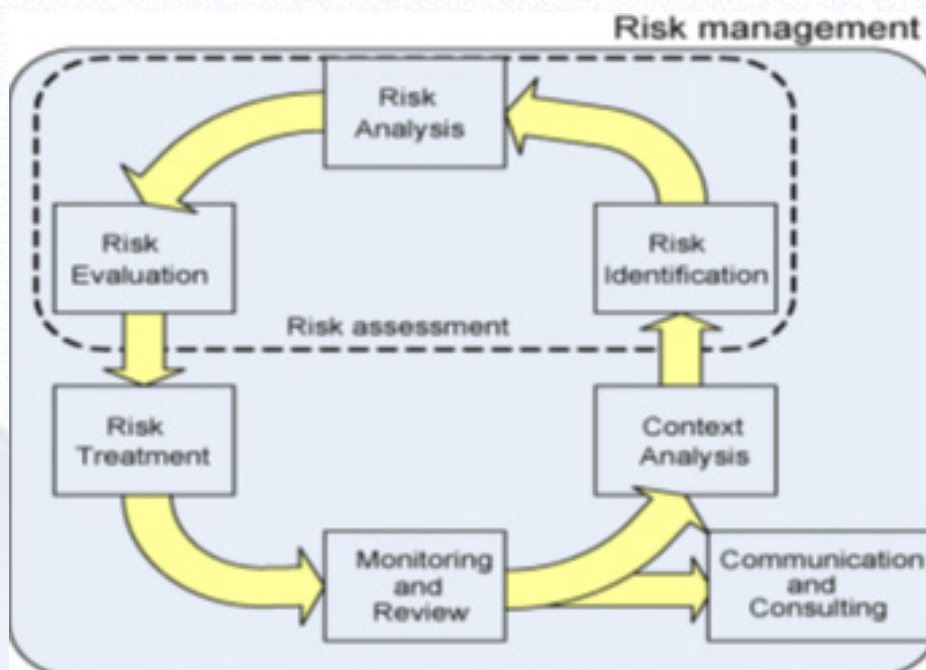 Risk management
Risk
Analysis
Risk
Evaluation
Risk
Identification
Risk assessment
Risk
Treatment
Context
Analysis
Monitoring
and
Review
Communication
and
Consulting